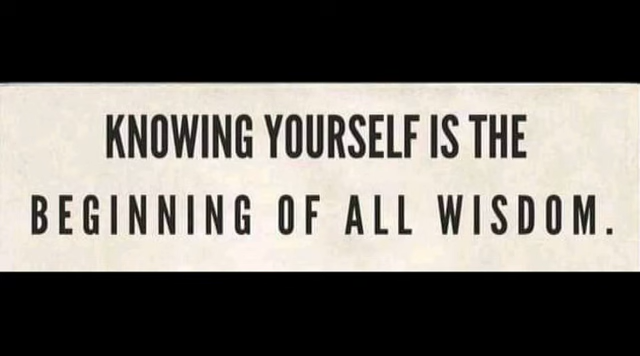 KNOWING YOURSELF IS THE
BEGINNING OF ALL WISDOM.